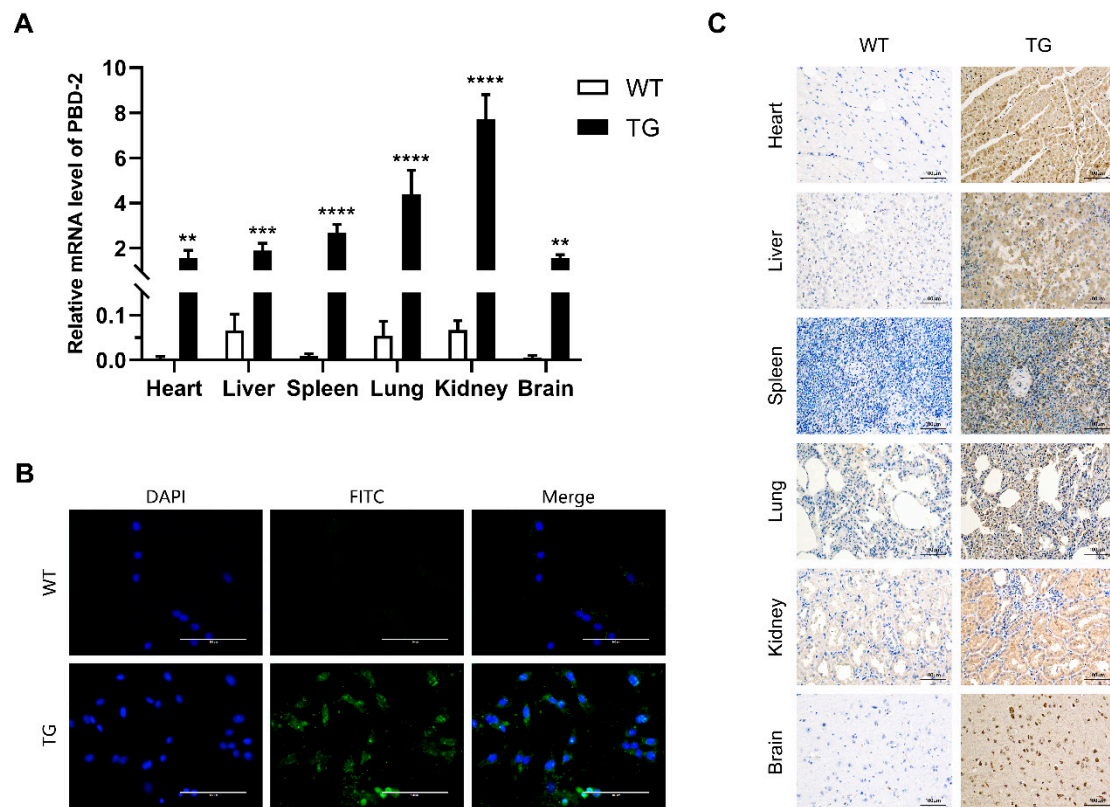 A
Relative mRNA level of PBD-2
10
8
6
4
2
0.1
0.0
** *** **** **** **** **
WT
TG
Heart Liver Spleen Lung Kidney Brain
B
DAPI FITC Merge
WT
TG
C
WT TG
Heart
Liver
Spleen
Lung
Kidney
Brain